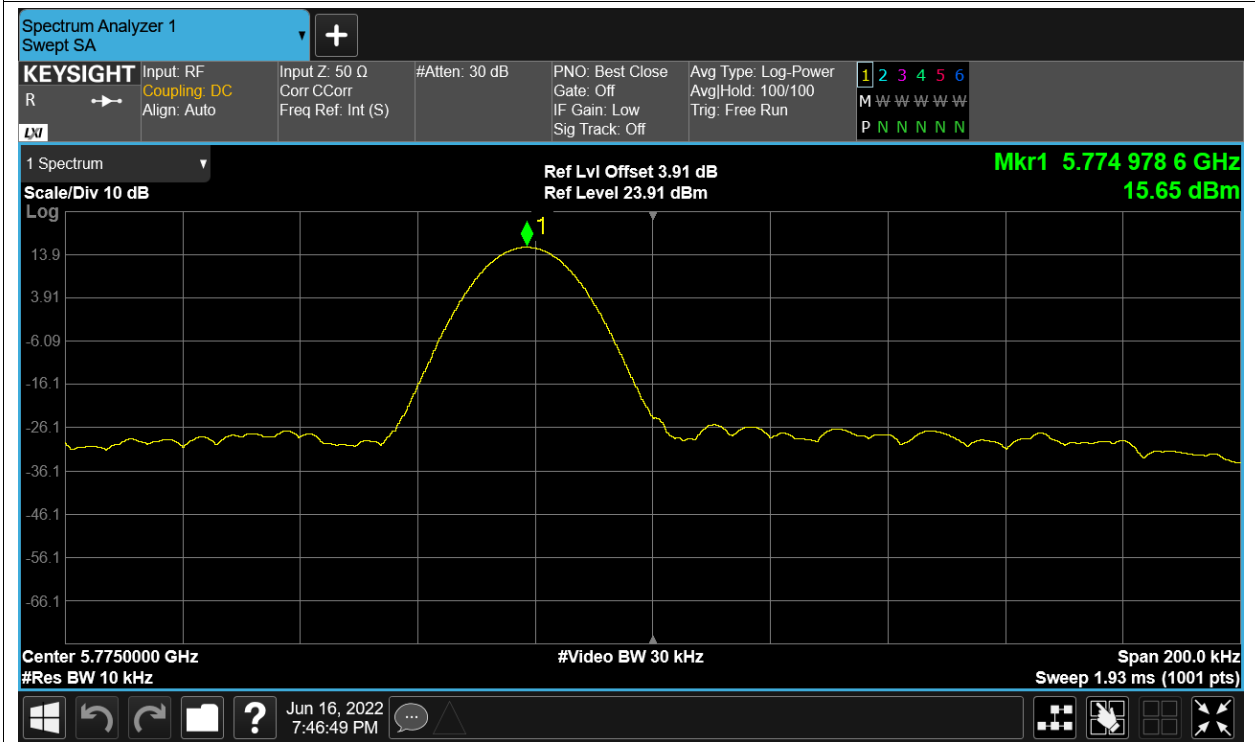 Spectrum Analyzer 1
Swept SA
+
KEYSIGHT
R
LXI
Input: RF
Coupling: DC
Align: Auto
Input Z: 50 Ω
Corr CCorr
Freq Ref: Int (S)
#Atten: 30 dB
PNO: Best Close
Gate: Off
IF Gain: Low
Sig Track: Off
Avg Type: Log-Power
Avg|Hold: 100/100
Trig: Free Run
1 2 3 4 5 6
M W W W W W
P N N N N N
1 Spectrum
Scale/Div 10 dB
Ref Lvl Offset 3.91 dB
Ref Level 23.91 dBm
Mkr1 5.774 978 6 GHz
15.65 dBm
Log
1
13.9
3.91
-6.09
-16.1
-26.1
-36.1
-46.1
-56.1
-66.1
Center 5.7750000 GHz
#Res BW 10 kHz
#Video BW 30 kHz
Span 200.0 kHz
Sweep 1.93 ms (1001 pts)
?
Jun 16, 2022
7:46:49 PM